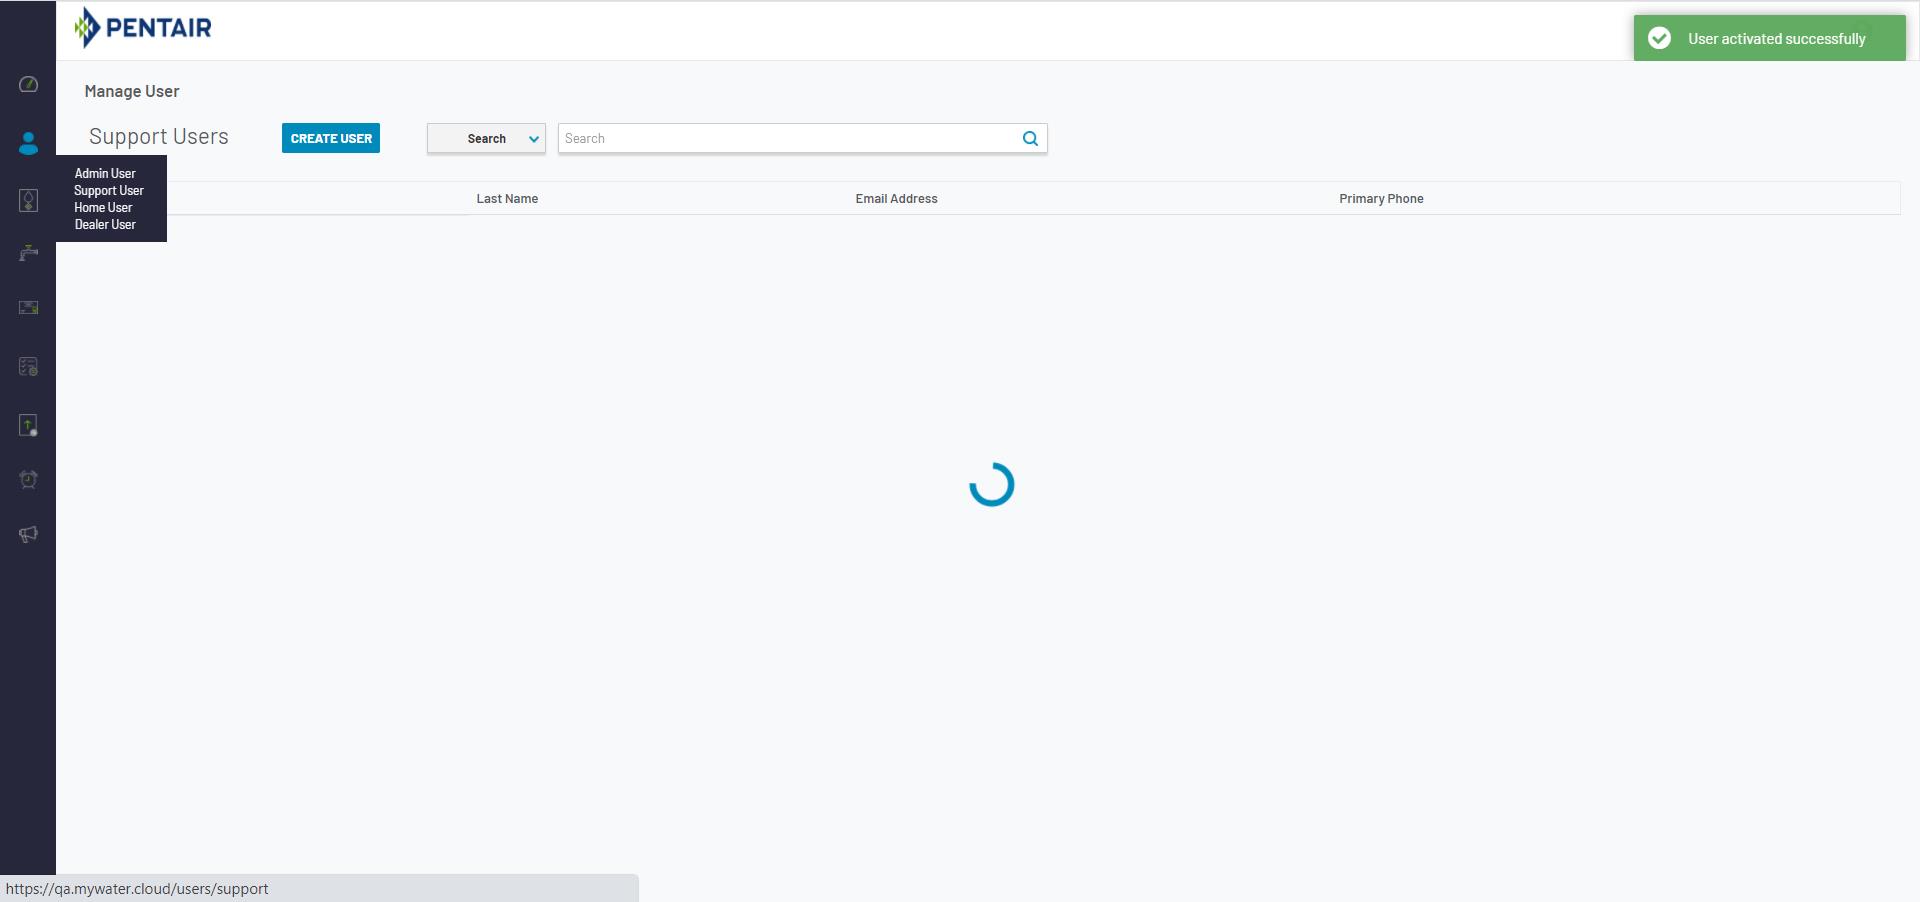 PENTAIR
User activated successfully
Manage User
Support Users
CREATE USER
Search
Search
Admin User
Support User
Home User
Dealer User
Last Name
Email Address
Primary Phone
https://qa.mywater.cloud/users/support